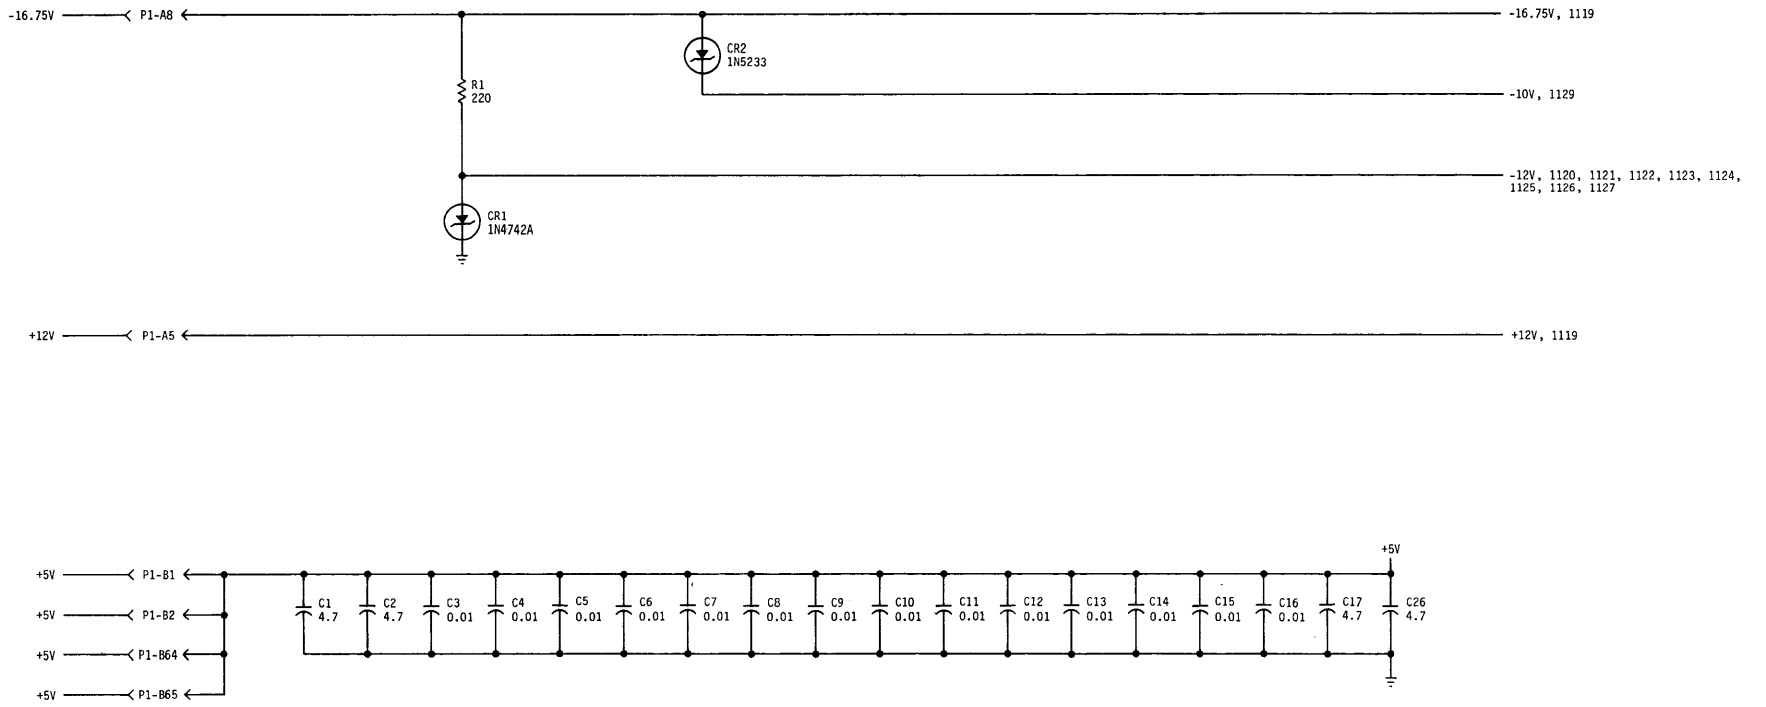 -16.75V P1-A8 -16.75V, 1119
CR2
1N5233
R1
220
-10V, 1129
-12V, 1120, 1121, 1122, 1123, 1124,
1125, 1126, 1127
CR1
1N4742A
+12V P1-A5 +12V, 1119
+5V
+5V P1-B1
C1
4.7
C2
4.7
C3
0.01
C4
0.01
C5
0.01
C6
0.01
C7
0.01
C8
0.01
C9
0.01
C10
0.01
C11
0.01
C12
0.01
C13
0.01
C14
0.01
C15
0.01
C16
0.01
C17
4.7
C26
4.7
+5V P1-B2
+5V P1-B64
+5V P1-B65